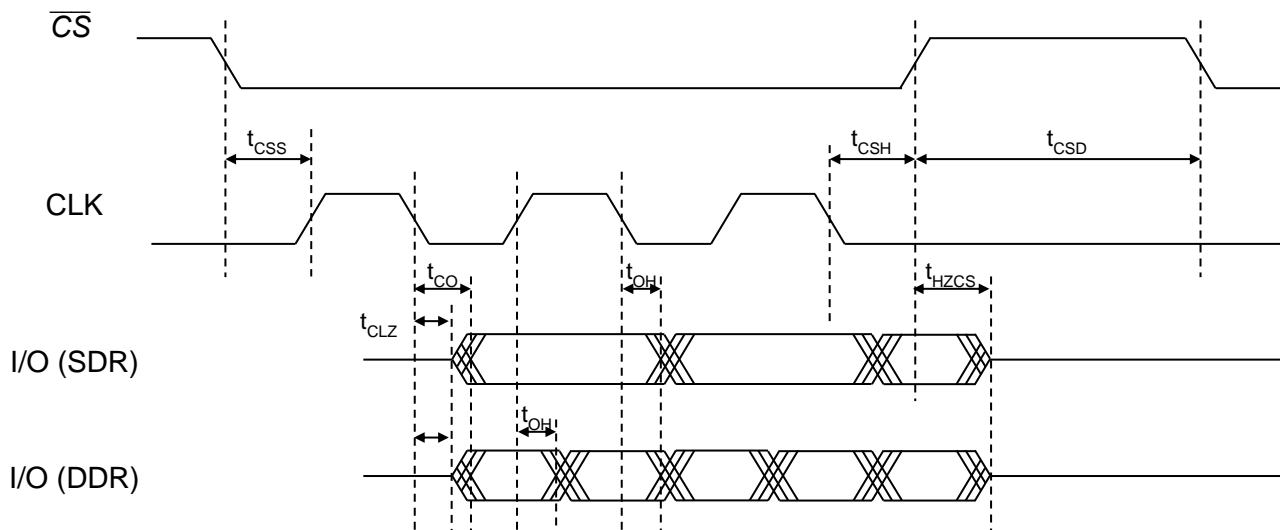 CS
tCSS
tCSH
tCSD
CLK
tCO
tOH
tHZCS
tCLZ
I/O (SDR)
tOH
I/O (DDR)